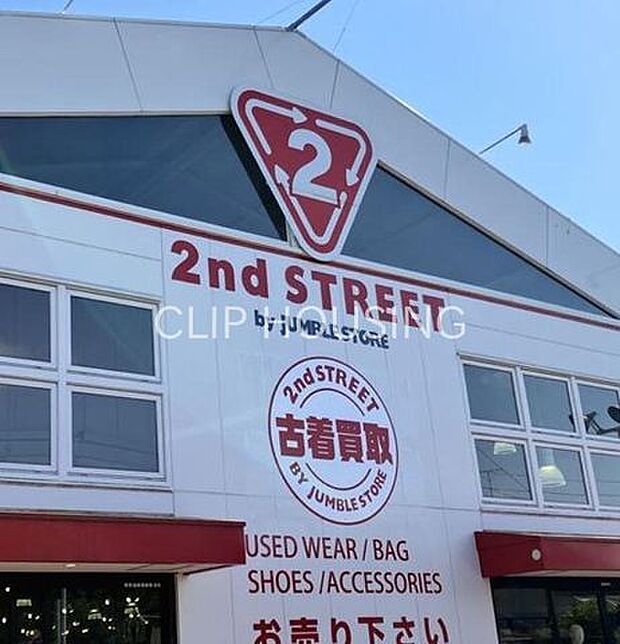 2
2nd STREET
by JUMBLE STORE
CLIP HOUSING
2nd STREET
古着買取
BY JUMBLE STORE
USED WEAR / BAG
SHOES /ACCESSORIES
お売り下さい